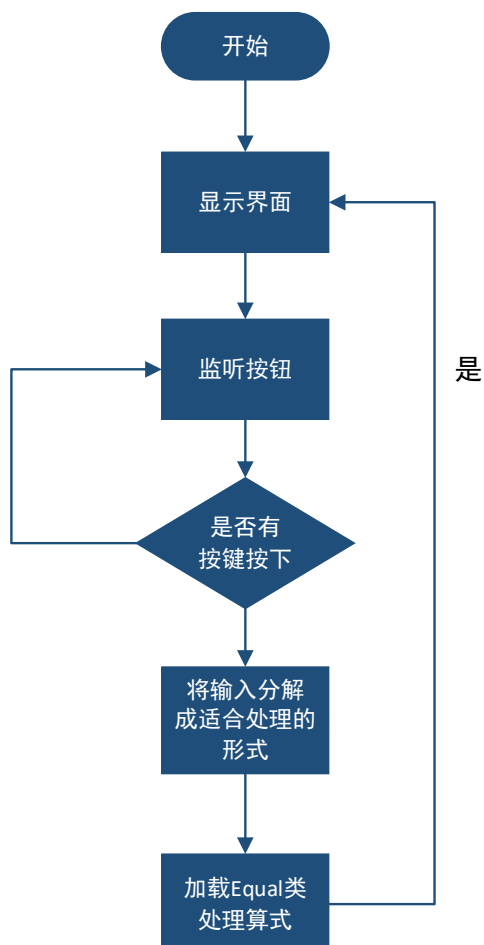 开始
显示界面
监听按钮
是
是否有
按键按下
将输入分解
成适合处理的
形式
加载Equal类
处理算式